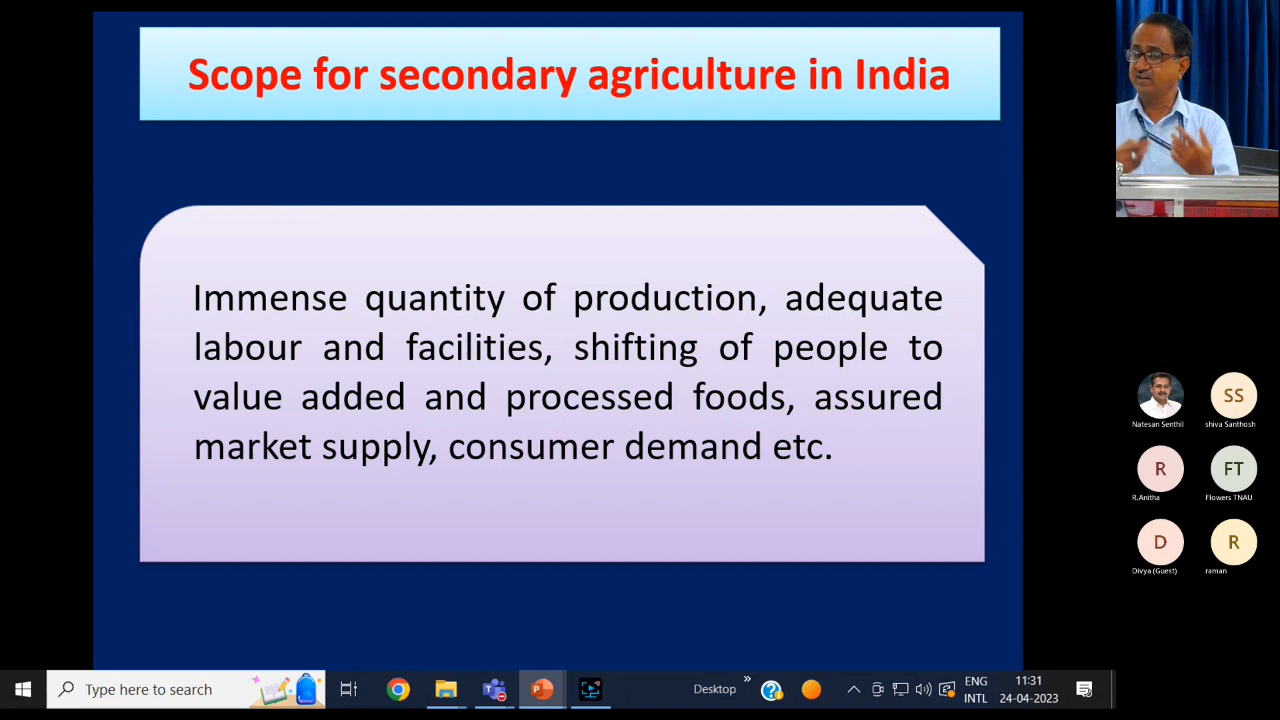 Scope for secondary agriculture in India
Immense quantity of production, adequate
labour and facilities, shifting of people to
value added and processed foods, assured
market supply, consumer demand etc.
Natesan Senthil
SS
shiva Santhosh
R
R.Anitha
FT
Flowers TNAU
D
Divya (Guest)
R
raman
Type here to search
Desktop
ENG
INTL
11:31
24-04-2023